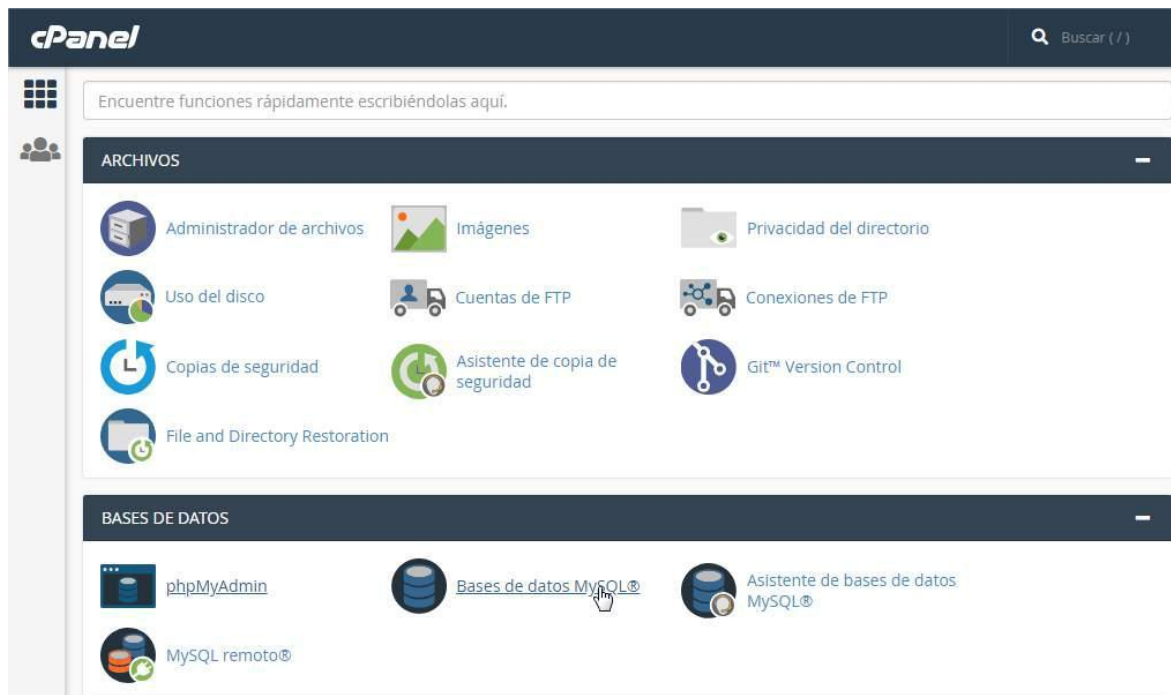 cPanel
Buscar ( / )
Encuentre funciones rápidamente escribiéndolas aquí.
ARCHIVOS
Administrador de archivos
Imágenes
Privacidad del directorio
Uso del disco
Cuentas de FTP
Conexiones de FTP
Copias de seguridad
Asistente de copia de
seguridad
Git™ Version Control
File and Directory Restoration
BASES DE DATOS
phpMyAdmin
Bases de datos MySQL®
Asistente de bases de datos
MySQL®
MySQL remoto®